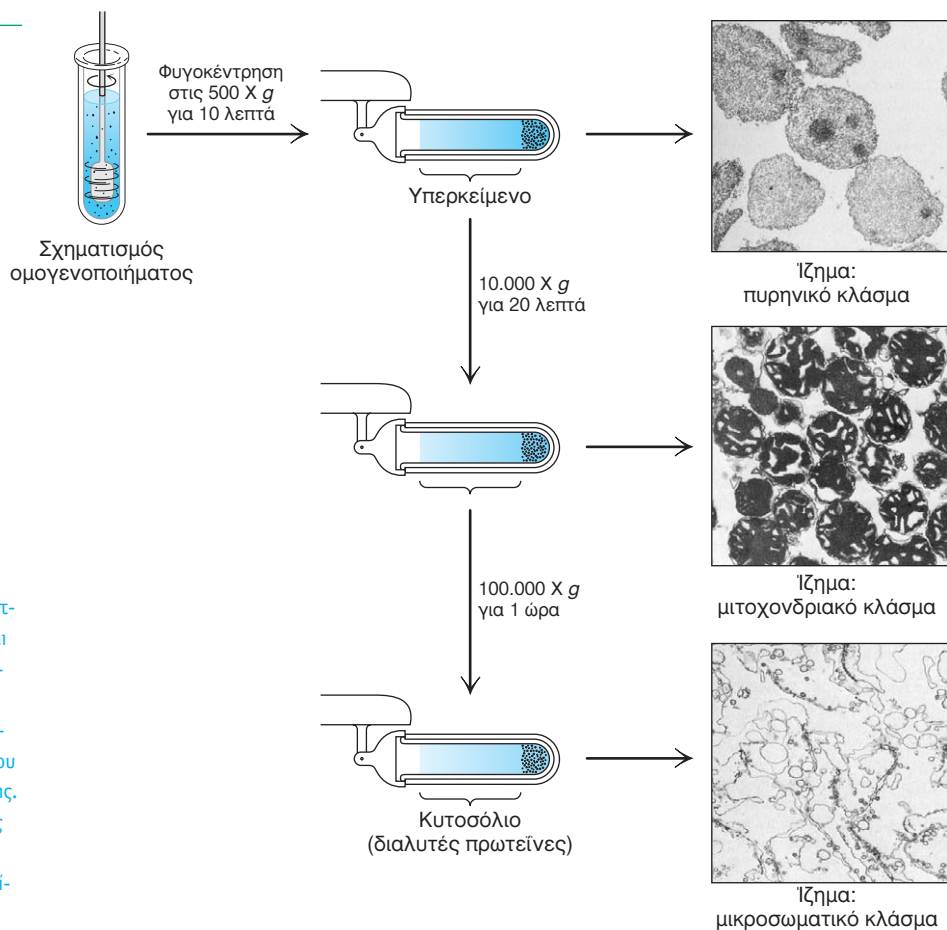 Φυγοκέντρηση
στις 500 X g
για 10 λεπτά
Σχηματισμός
ομογενοποιήματος
Υπερκείμενο
Ίζημα:
πυρηνικό κλάσμα
10.000 X g
για 20 λεπτά
Ίζημα:
μιτοχονδριακό κλάσμα
100.000 X g
για 1 ώρα
Κυτοσόλιο
(διαλυτές πρωτεΐνες)
Ίζημα:
μικροσωματικό κλάσμα